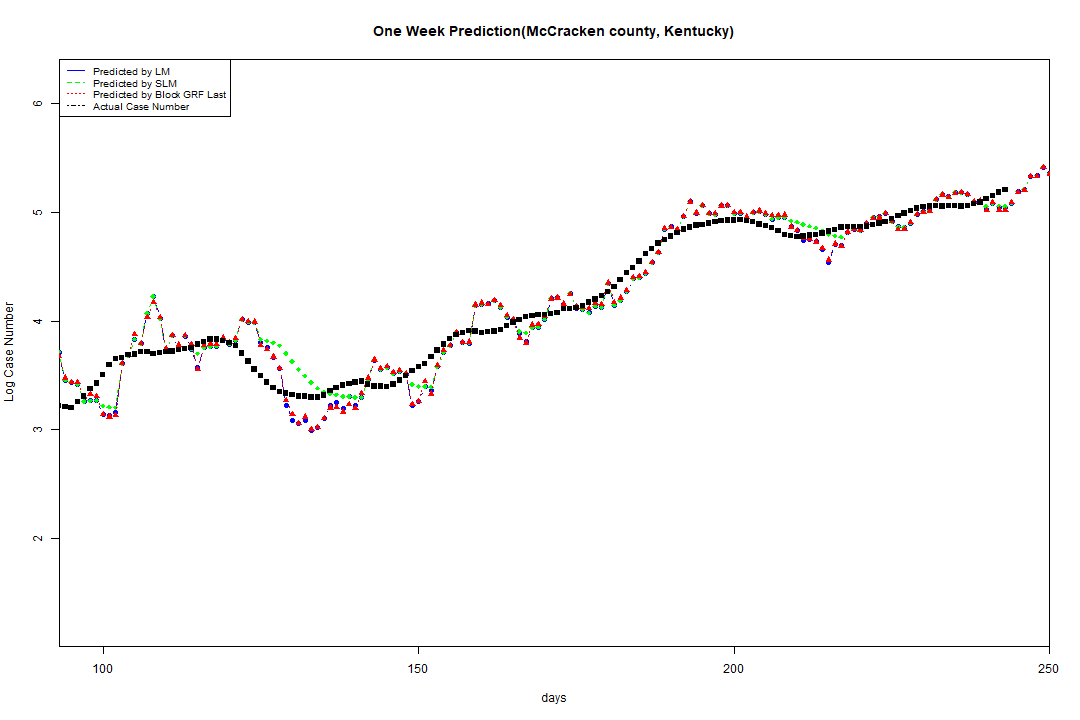 One Week Prediction(McCracken county, Kentucky)
Predicted by LM
Predicted by SLM
Predicted by Block GRF Last
Actual Case Number
6
5
4
3
2
Log Case Number
100 150 200 250
days